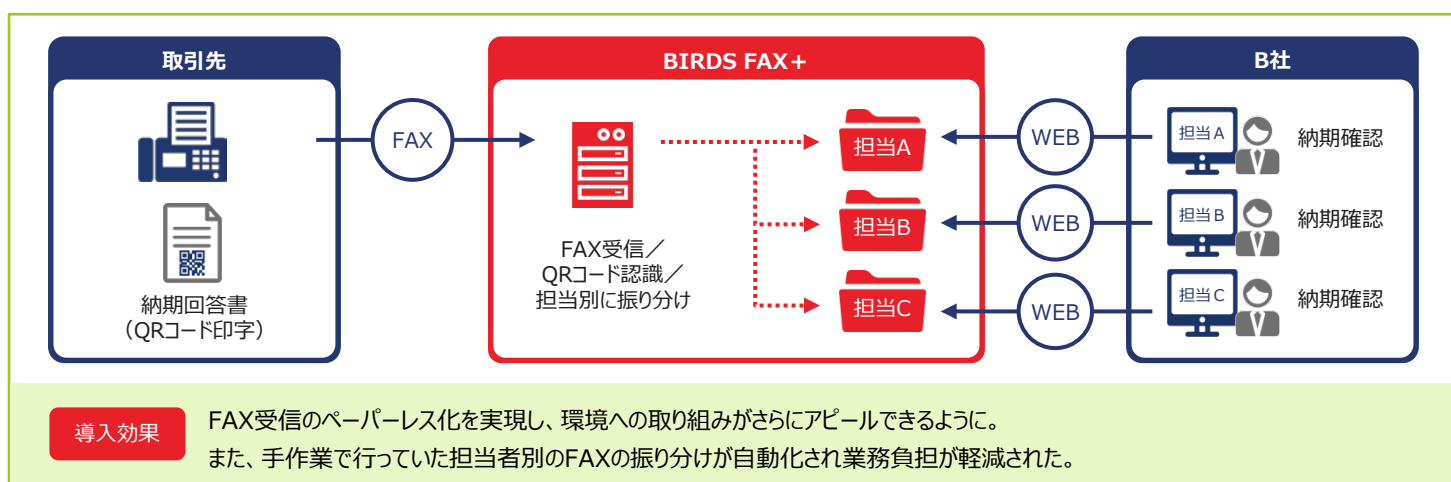 取引先
FAX
納期回答書
(QRコード印字)
BIRDS FAX+
FAX受信/
QRコード認識/
担当別に振り分け
担当A
担当B
担当C
WEB
WEB
WEB
B社
担当A
納期確認
担当B
納期確認
担当C
納期確認
導入効果
FAX受信のペーパーレス化を実現し、環境への取り組みがさらにアピールできるように。
また、手作業で行っていた担当者別のFAXの振り分けが自動化され業務負担が軽減された。